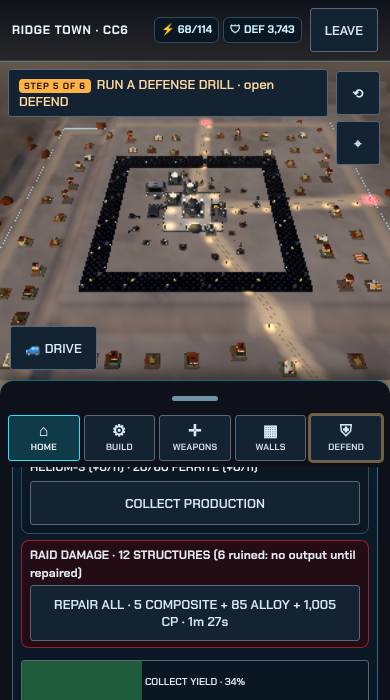 RIDGE TOWN · CC6
⚡ 68/114
🛡 DEF 3,743
LEAVE
STEP 5 OF 6 RUN A DEFENSE DRILL · open
DEFEND
🚙 DRIVE
HOME
BUILD
WEAPONS
WALLS
DEFEND
COLLECT PRODUCTION
RAID DAMAGE · 12 STRUCTURES (6 ruined: no output until
repaired)
REPAIR ALL · 5 COMPOSITE + 85 ALLOY + 1,005
CP · 1m 27s
COLLECT YIELD · 34%